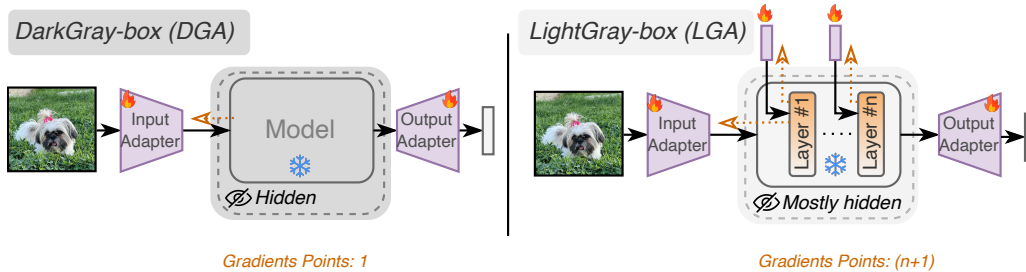 DarkGray-box (DGA)
Input
Adapter
Model
Output
Adapter
Hidden
Gradients Points: 1
LightGray-box (LGA)
Input
Adapter
Layer #1
Layer #n
Output
Adapter
Mostly hidden
Gradients Points: (n+1)